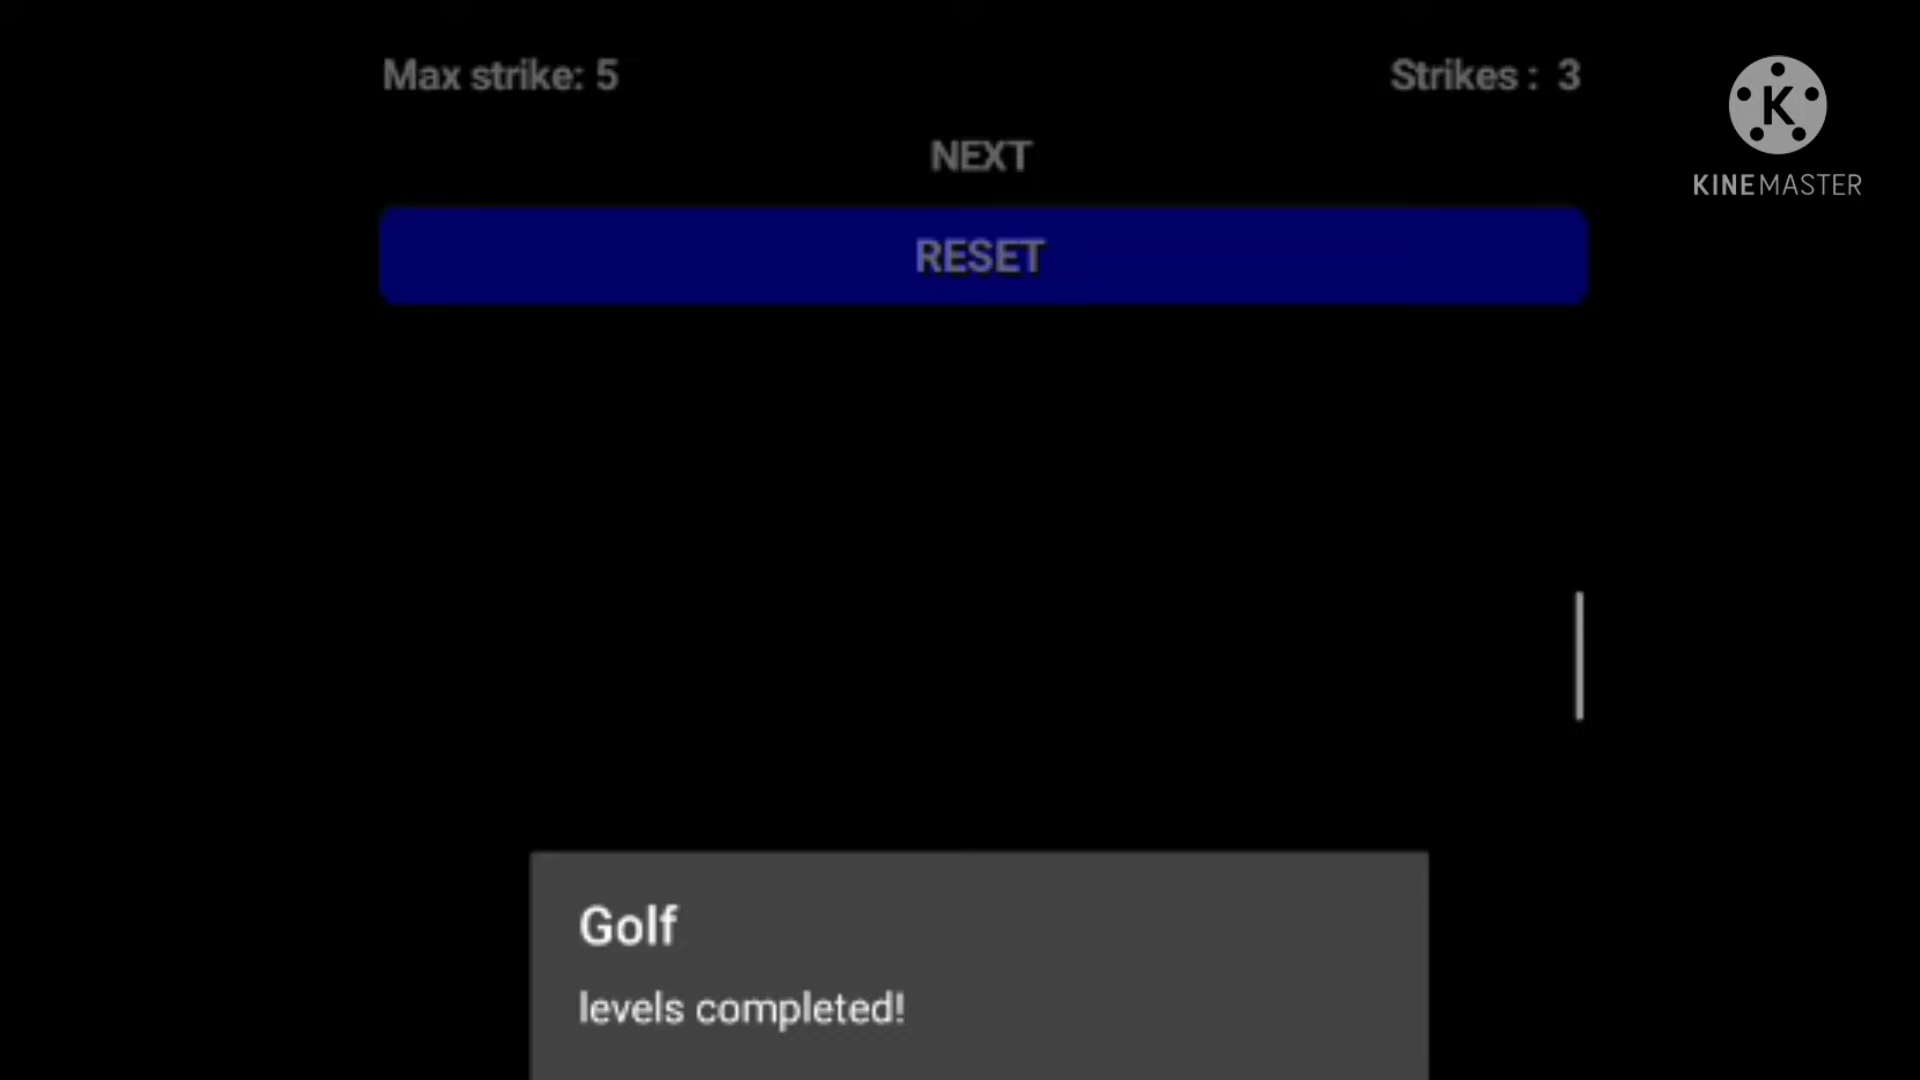 Max strike: 5
Strikes : 3
NEXT
RESET
K
KINEMASTER
Golf
levels completed!